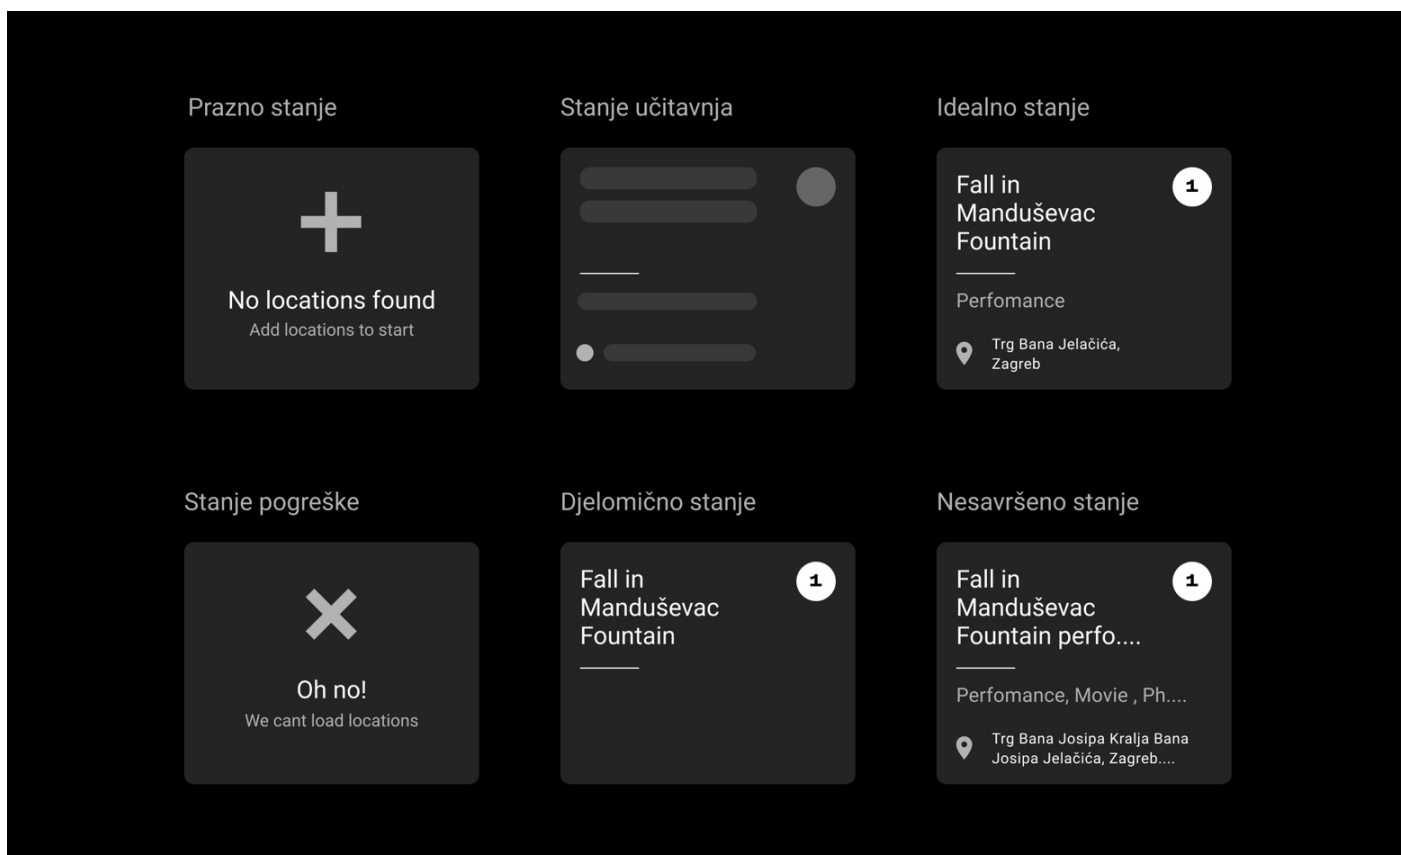 Prazno stanje
Stanje učitavnja
Idealno stanje
No locations found
Add locations to start
Fall in
Manduševac
Fountain
1
Perfomance
Trg Bana Jelačića,
Zagreb
Stanje pogreške
Djelomično stanje
Nesavršeno stanje
Oh no!
We cant load locations
Fall in
Manduševac
Fountain
1
Fall in
Manduševac
Fountain perfo....
1
Perfomance, Movie , Ph....
Trg Bana Josipa Kralja Bana
Josipa Jelačića, Zagreb....